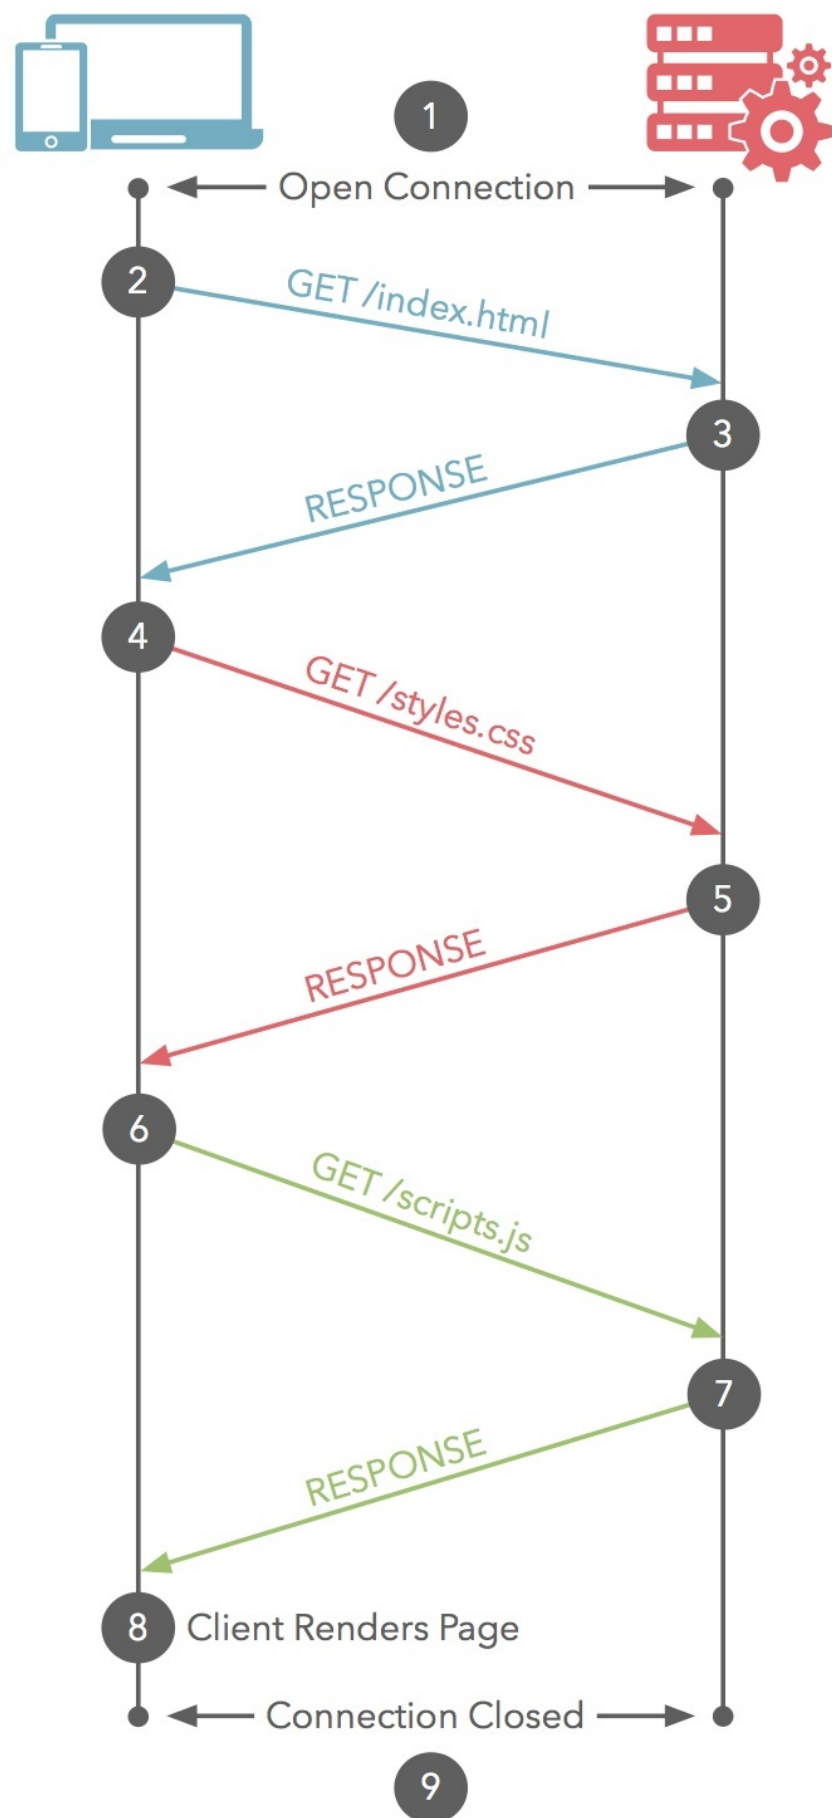 1
Open Connection
2
GET /index.html
3
RESPONSE
4
GET /styles.css
5
RESPONSE
6
GET /scripts.js
7
RESPONSE
8 Client Renders Page
Connection Closed
9